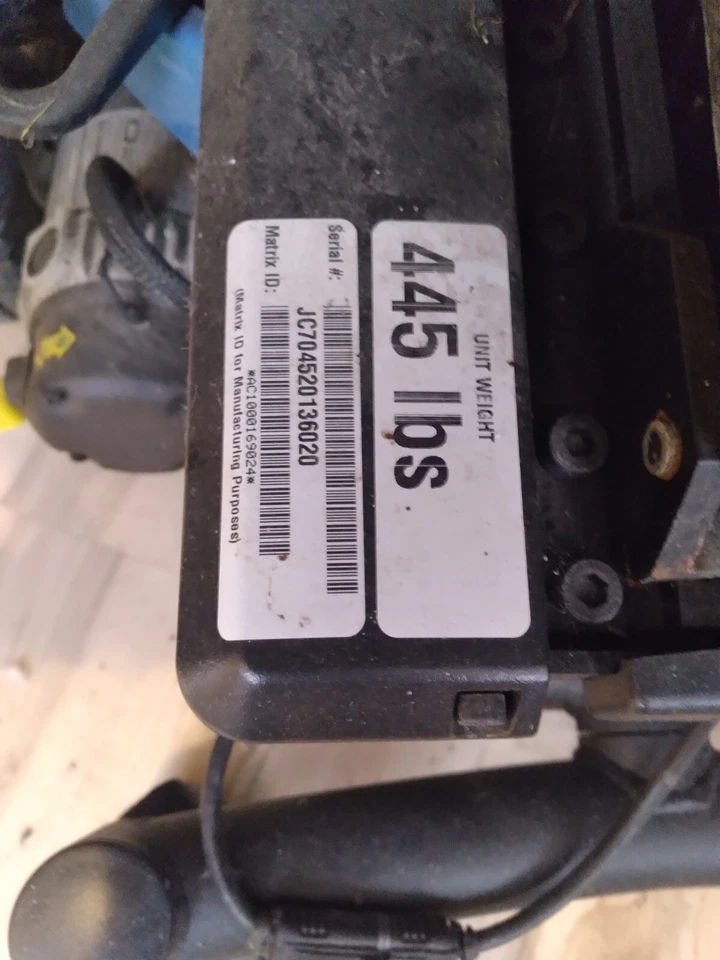 UNIT WEIGHT
445 lbs
Serial #:
JC704520136020
Matrix ID:
*AC1000169024*
(Matrix ID for Manufacturing Purposes)